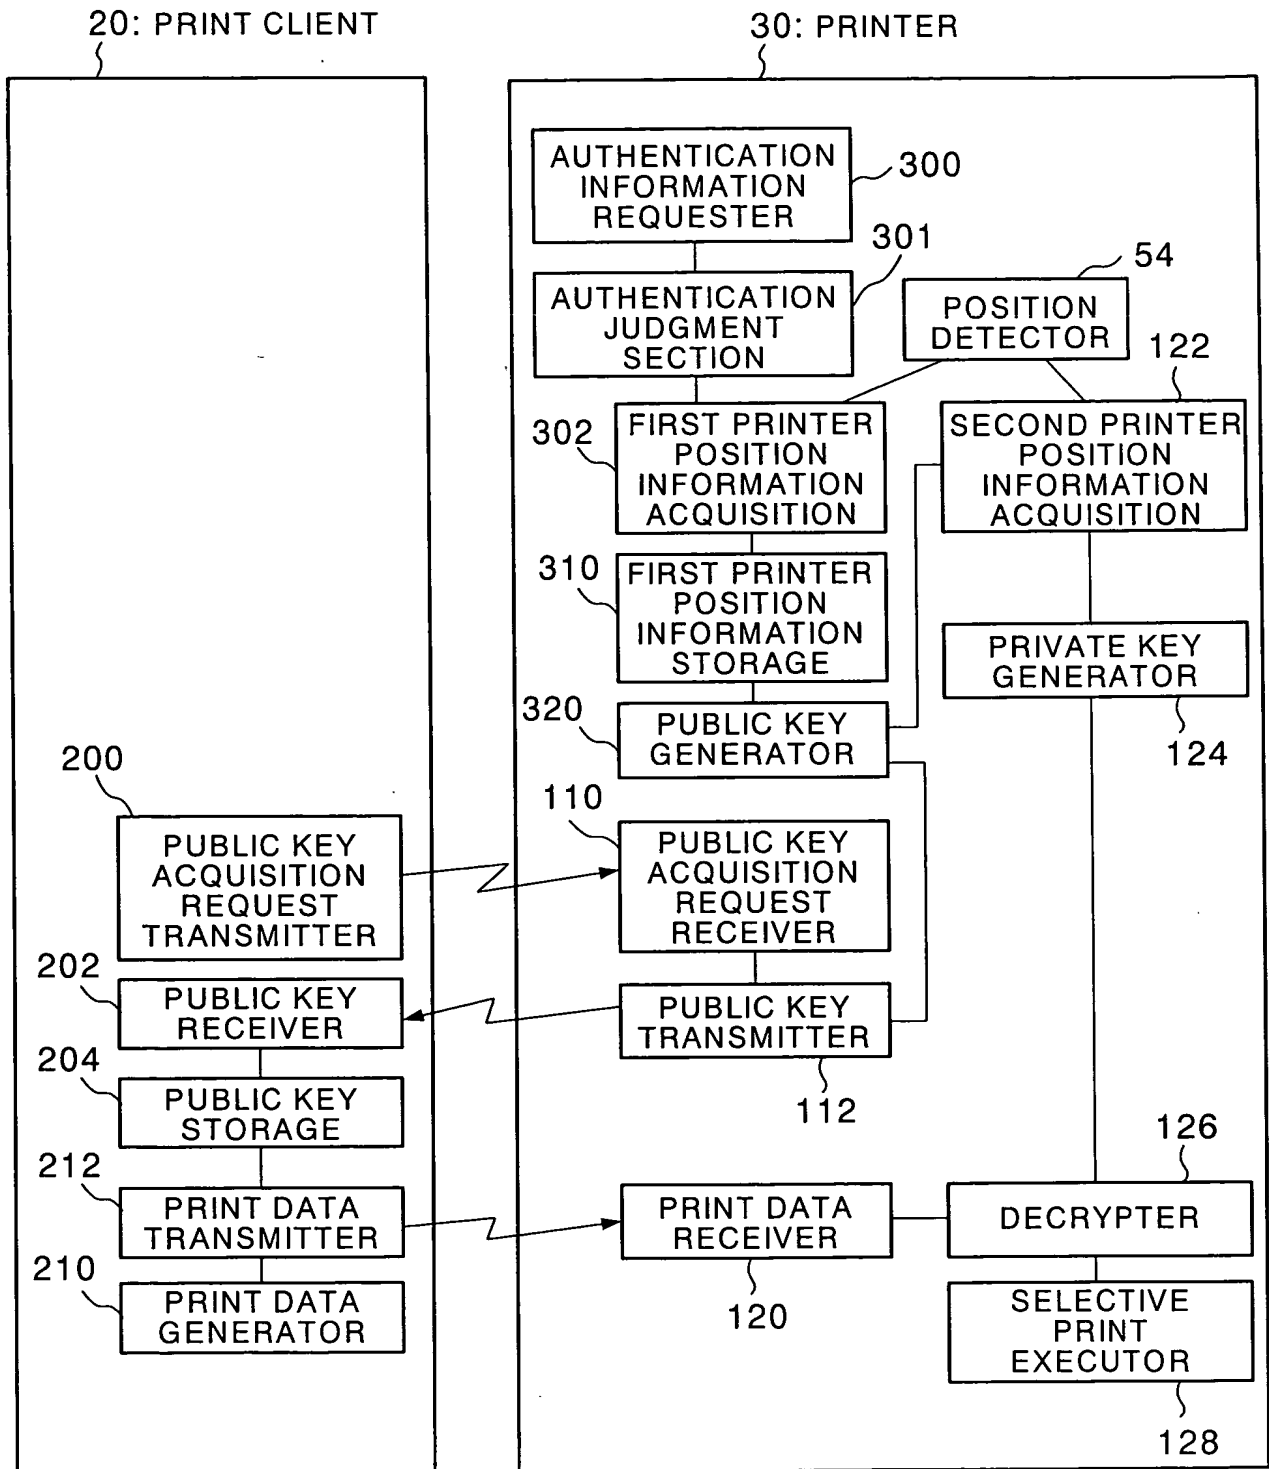 20: PRINT CLIENT
30: PRINTER
AUTHENTICATION
INFORMATION
REQUESTER
300
301
AUTHENTICATION
JUDGMENT
SECTION
54
POSITION
DETECTOR
122
302
FIRST PRINTER
POSITION
INFORMATION
ACQUISITION
SECOND PRINTER
POSITION
INFORMATION
ACQUISITION
310
FIRST PRINTER
POSITION
INFORMATION
STORAGE
PRIVATE KEY
GENERATOR
124
320
PUBLIC KEY
GENERATOR
200
PUBLIC KEY
ACQUISITION
REQUEST
TRANSMITTER
110
PUBLIC KEY
ACQUISITION
REQUEST
RECEIVER
202
PUBLIC KEY
RECEIVER
PUBLIC KEY
TRANSMITTER
112
204
PUBLIC KEY
STORAGE
212
PRINT DATA
TRANSMITTER
PRINT DATA
RECEIVER
120
126
DECRYPTER
210
PRINT DATA
GENERATOR
SELECTIVE
PRINT
EXECUTOR
128